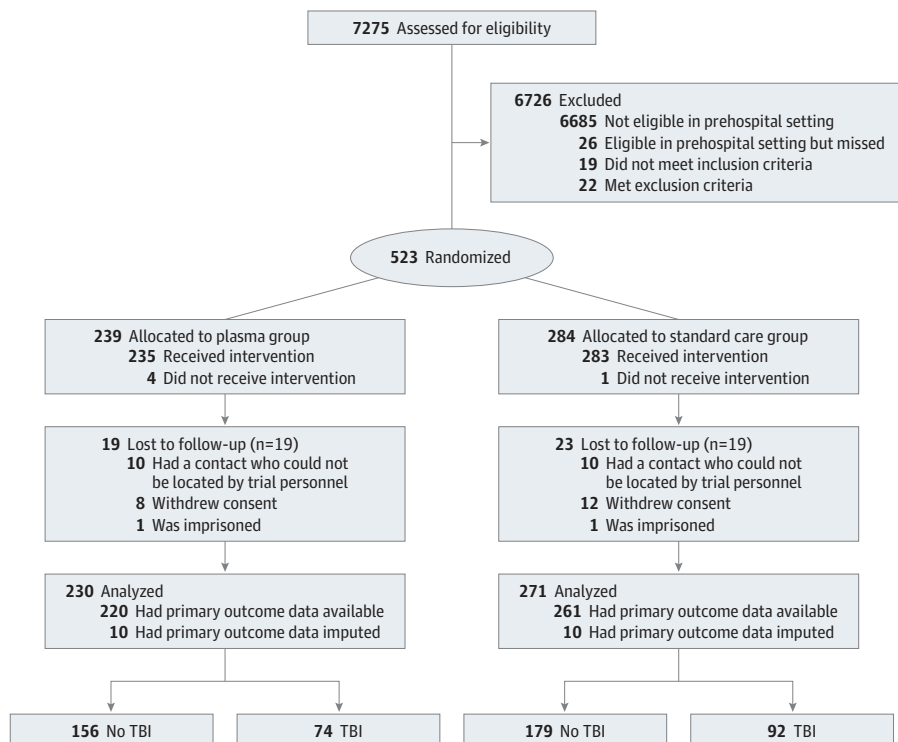 7275 Assessed for eligibility
6726 Excluded
6685 Not eligible in prehospital setting
26 Eligible in prehospital setting but missed
19 Did not meet inclusion criteria
22 Met exclusion criteria
523 Randomized
239 Allocated to plasma group
235 Received intervention
4 Did not receive intervention
284 Allocated to standard care group
283 Received intervention
1 Did not receive intervention
19 Lost to follow-up (n=19)
10 Had a contact who could not
be located by trial personnel
8 Withdrew consent
1 Was imprisoned
23 Lost to follow-up (n=19)
10 Had a contact who could not
be located by trial personnel
12 Withdrew consent
1 Was imprisoned
230 Analyzed
220 Had primary outcome data available
10 Had primary outcome data imputed
271 Analyzed
261 Had primary outcome data available
10 Had primary outcome data imputed
156 No TBI
74 TBI
179 No TBI
92 TBI